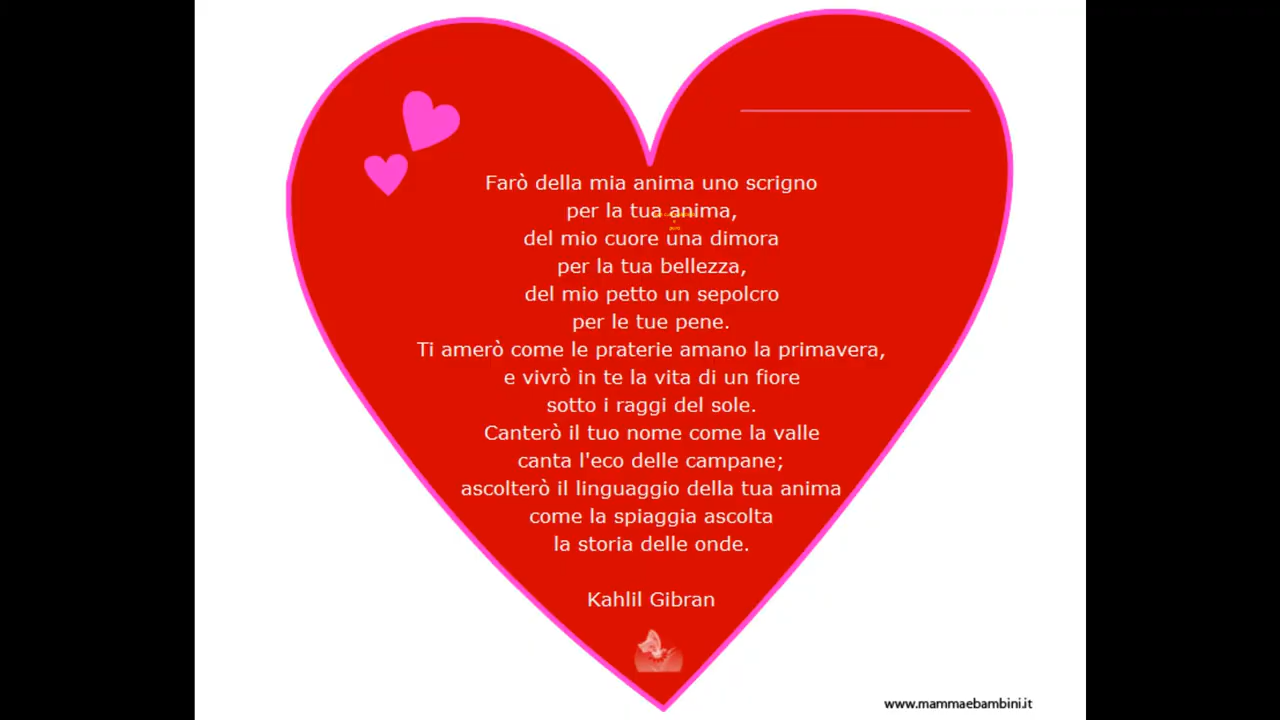 Farò della mia anima uno scrigno
per la tua anima,
del mio cuore una dimora
per la tua bellezza,
del mio petto un sepolcro
per le tue pene.
Ti amerò come le praterie amano la primavera,
e vivrò in te la vita di un fiore
sotto i raggi del sole.
Canterò il tuo nome come la valle
canta l'eco delle campane;
ascolterò il linguaggio della tua anima
come la spiaggia ascolta
la storia delle onde.
Kahlil Gibran
www.mammaebambini.it